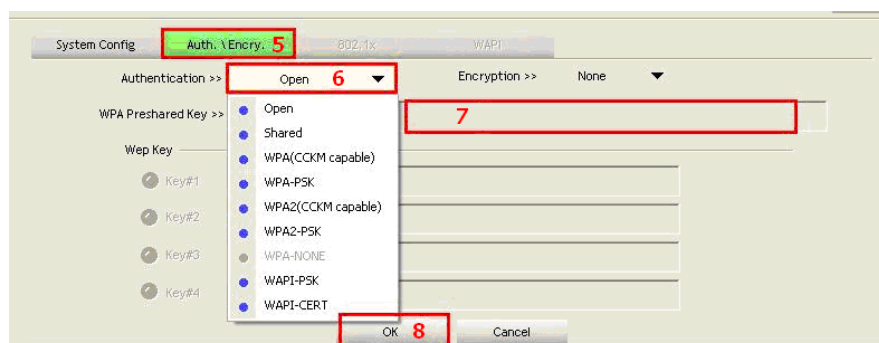 System Config Auth. \ Encry. 5 802.1x WAPI
Authentication >> Open 6 Encryption >> None
WPA Preshared Key >> 7
Open
Shared
WPA(CCKM capable)
WPA-PSK
WPA2(CCKM capable)
WPA2-PSK
WPA-NONE
WAPI-PSK
WAPI-CERT
Wep Key
Key#1
Key#2
Key#3
Key#4
OK 8 Cancel